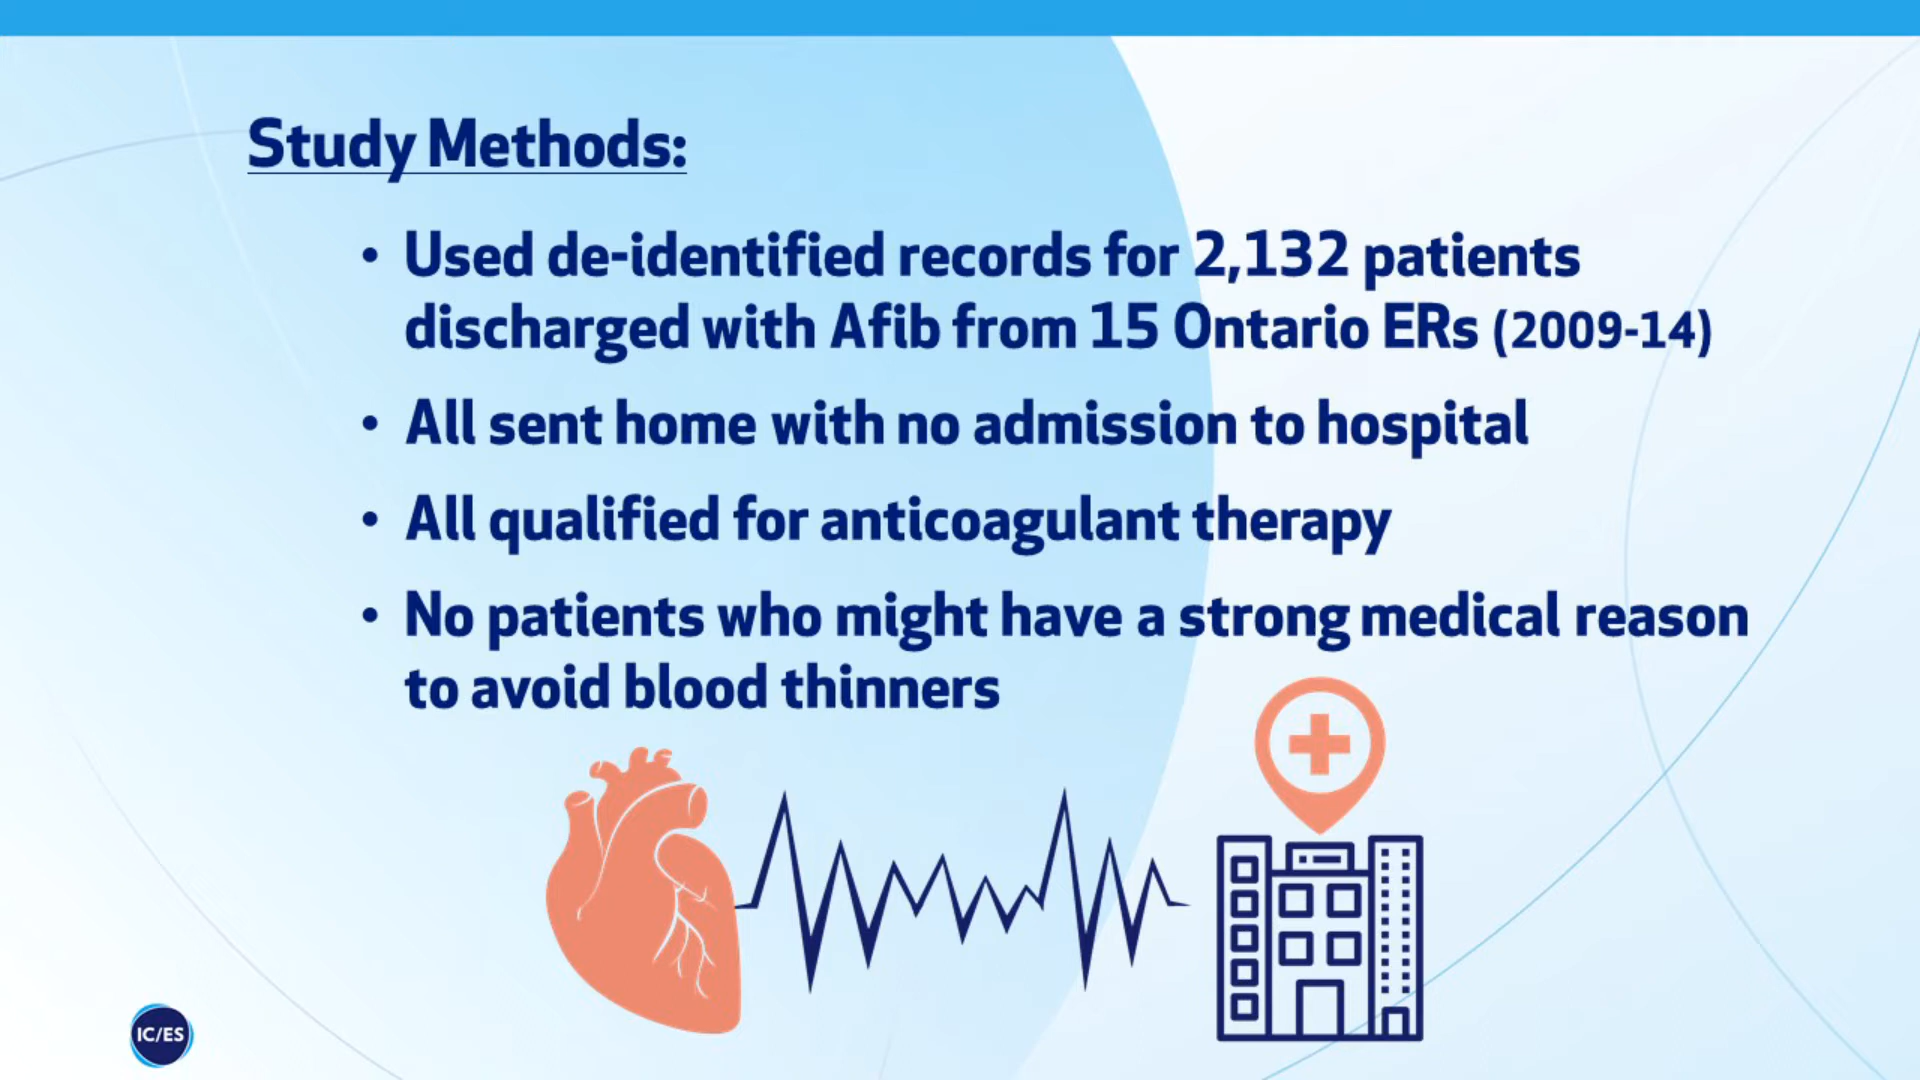 Study Methods:
• Used de-identified records for 2,132 patients
discharged with Afib from 15 Ontario ERs (2009-14)
• All sent home with no admission to hospital
• All qualified for anticoagulant therapy
• No patients who might have a strong medical reason
to avoid blood thinners
IC/ES